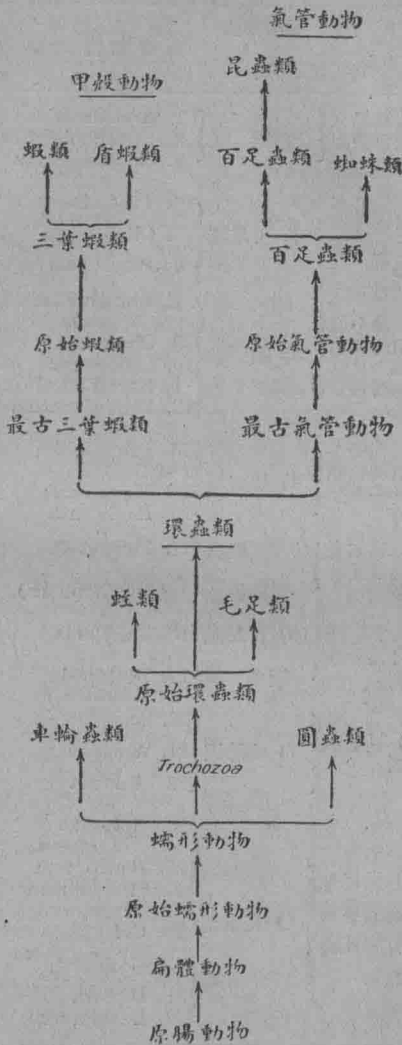 氣管動物
昆蟲類
甲殼動物
蝦類 盾蝦類
百足蟲類 蜘蛛類
三葉蝦類 百足蟲類
原始蝦類 原始氣管動物
最古三葉蝦類 最古氣管動物
環蟲類
蛭類 毛足類
原始環蟲類
車輪蟲類 圓蟲類
Trochozoa
蠕形動物
原始蠕形動物
扁體動物
原腸動物